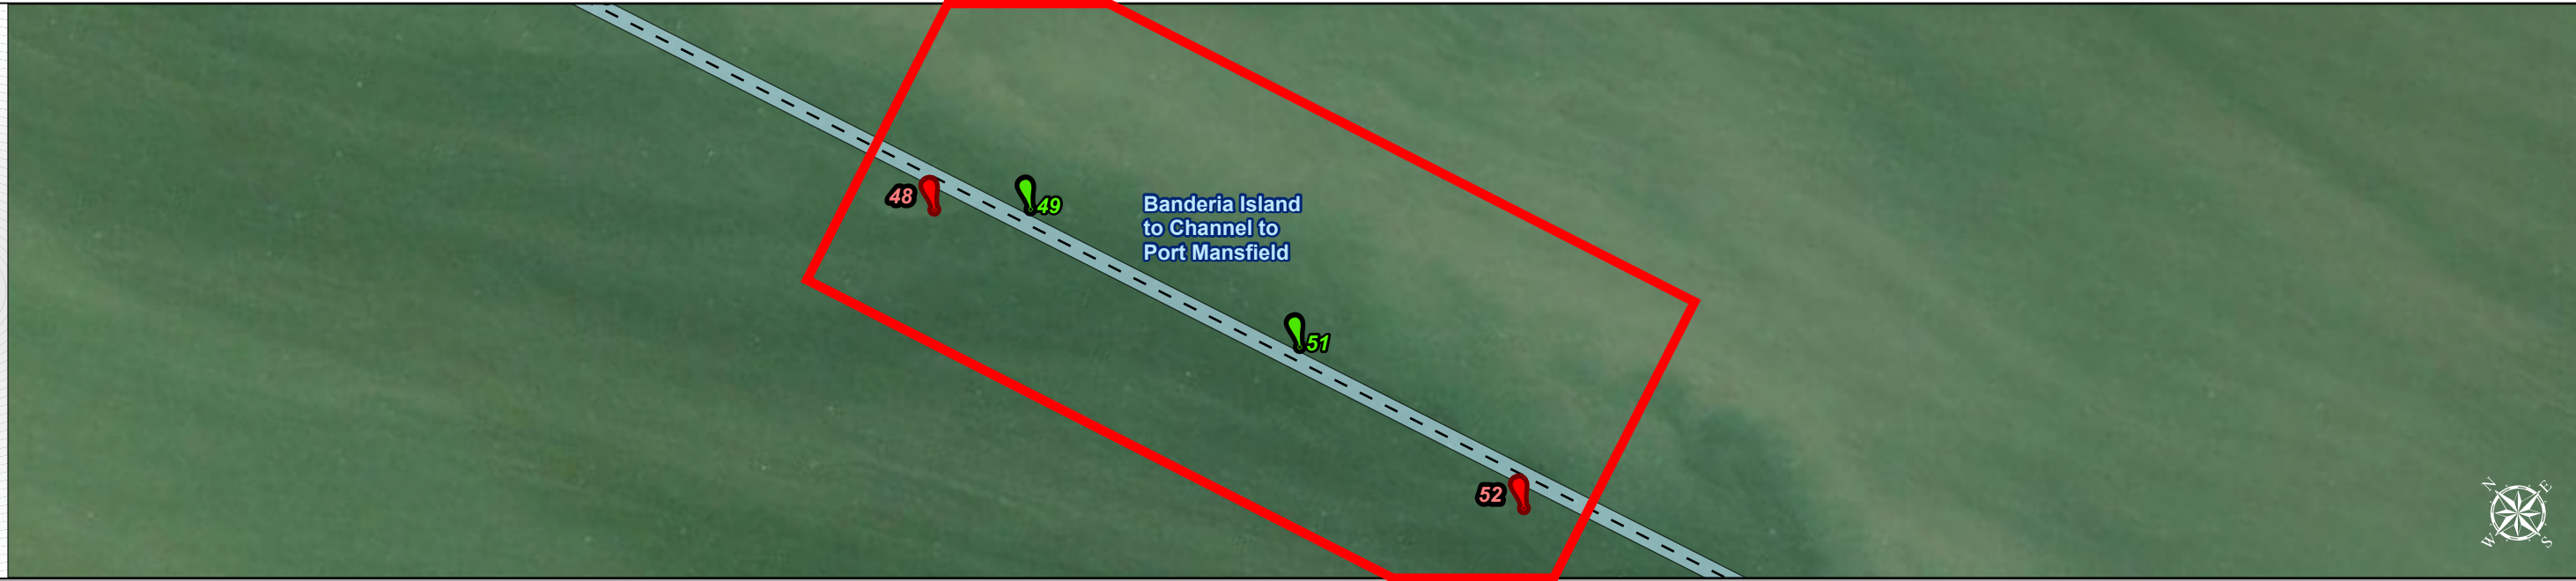 48
49
Banderia Island
to Channel to
Port Mansfield
51
52
N
E
W
S